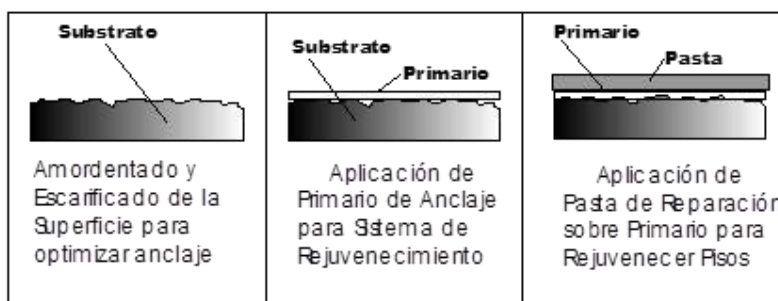 Substrato
Amordentado y
Escarificado de la
Superficie para
optimizar anclaje
Substrato
Primario
Aplicación de
Primario de Anclaje
para Sistema de
Rejuvenecimiento
Primario
Pasta
Aplicación de
Pasta de Reparación
sobre Primario para
Rejuvenecer Pisos